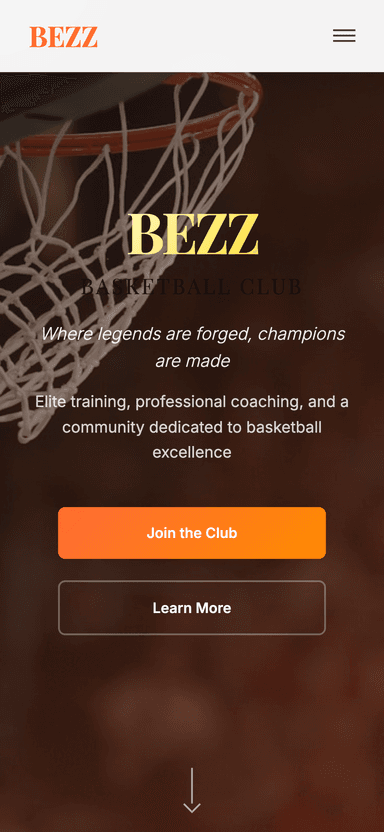 BEZZ
BEZZ
BASKETBALL CLUB
Where legends are forged, champions
are made
Elite training, professional coaching, and a
community dedicated to basketball
excellence
Join the Club
Learn More